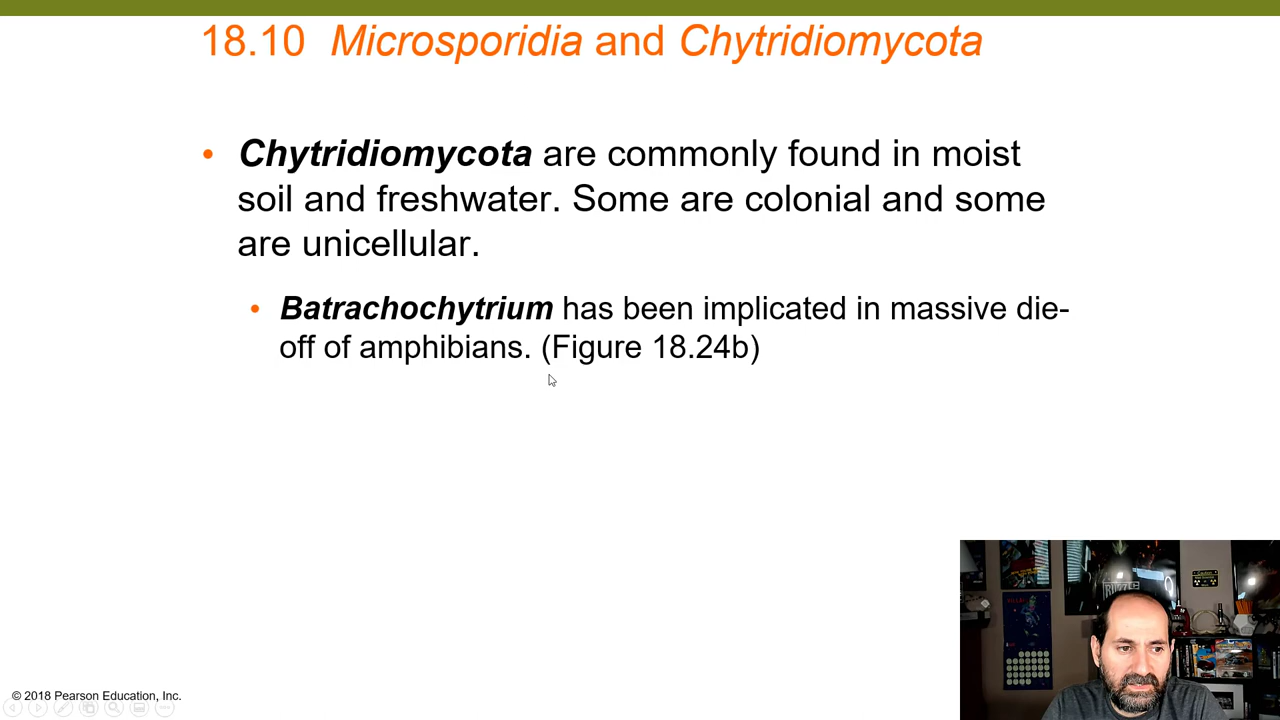 18.10 Microsporidia and Chytridiomycota
• Chytridiomycota are commonly found in moist
soil and freshwater. Some are colonial and some
are unicellular.
• Batrachochytrium has been implicated in massive die-
off of amphibians. (Figure 18.24b)
© 2018 Pearson Education, Inc.